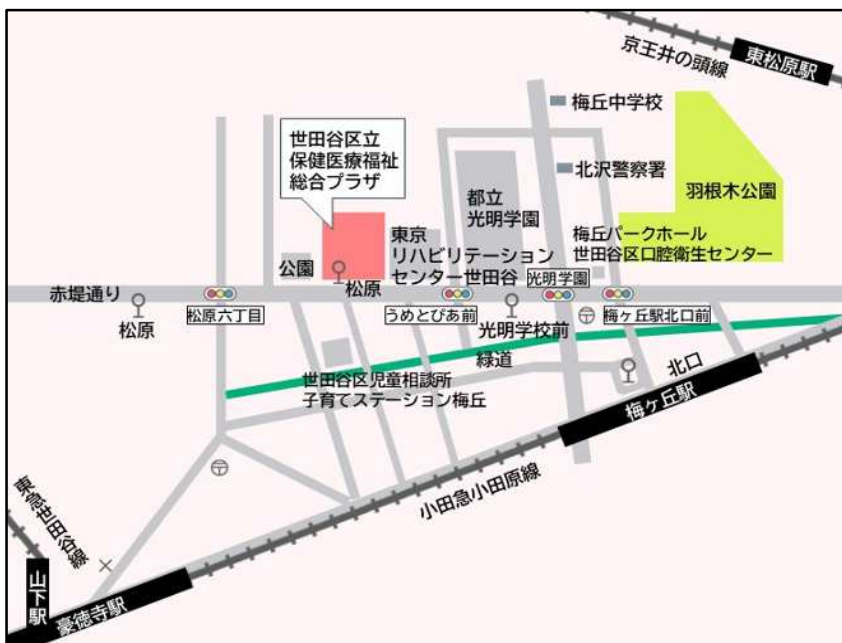 京王井の頭線
東松原駅
梅丘中学校
世田谷区立
保健医療福祉
総合プラザ
北沢警察署
羽根木公園
都立
光明学園
梅丘パークホール
世田谷区口腔衛生センター
東京
リハビリテーション
センター世田谷
公園
光明学園
松原
赤堤通り
松原
松原六丁目
うめとぴあ前
光明学校前
梅ヶ丘駅北口前
緑道
北口
世田谷区児童相談所
子育てステーション梅丘
梅ヶ丘駅
小田急小田原線
東急世田谷線
山下駅
豪徳寺駅